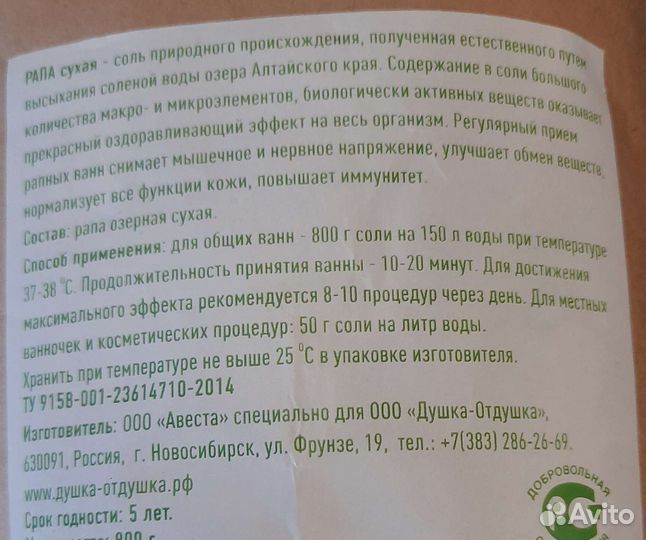 РАПА сухая - соль природного происхождения, полученная естественного путем
высыхания соленой воды озера Алтайского края. Содержание в соли большого
количества макро- и микроэлементов, биологически активных веществ оказывает
прекрасный оздоравливающий эффект на весь организм. Регулярный прием
рапных ванн снимает мышечное и нервное напряжение, улучшает обмен веществ,
нормализует все функции кожи, повышает иммунитет.
Состав: рапа озерная сухая.
Способ применения: для общих ванн - 800 г соли на 150 л воды при температуре
37-38 °С. Продолжительность принятия ванны - 10-20 минут. Для достижения
максимального эффекта рекомендуется 8-10 процедур через день. Для местных
ванночек и косметических процедур: 50 г соли на литр воды.
Хранить при температуре не выше 25 °С в упаковке изготовителя.
ТУ 9158-001-23614710-2014
Изготовитель: ООО «Авеста» специально для ООО «Душка-Отдушка»,
630091, Россия, г. Новосибирск, ул. Фрунзе, 19, тел.: +7(383) 286-26-69.
www.душка-отдушка.рф
Срок годности: 5 лет.
800 г
ДОБРОВОЛЬНАЯ
Avito